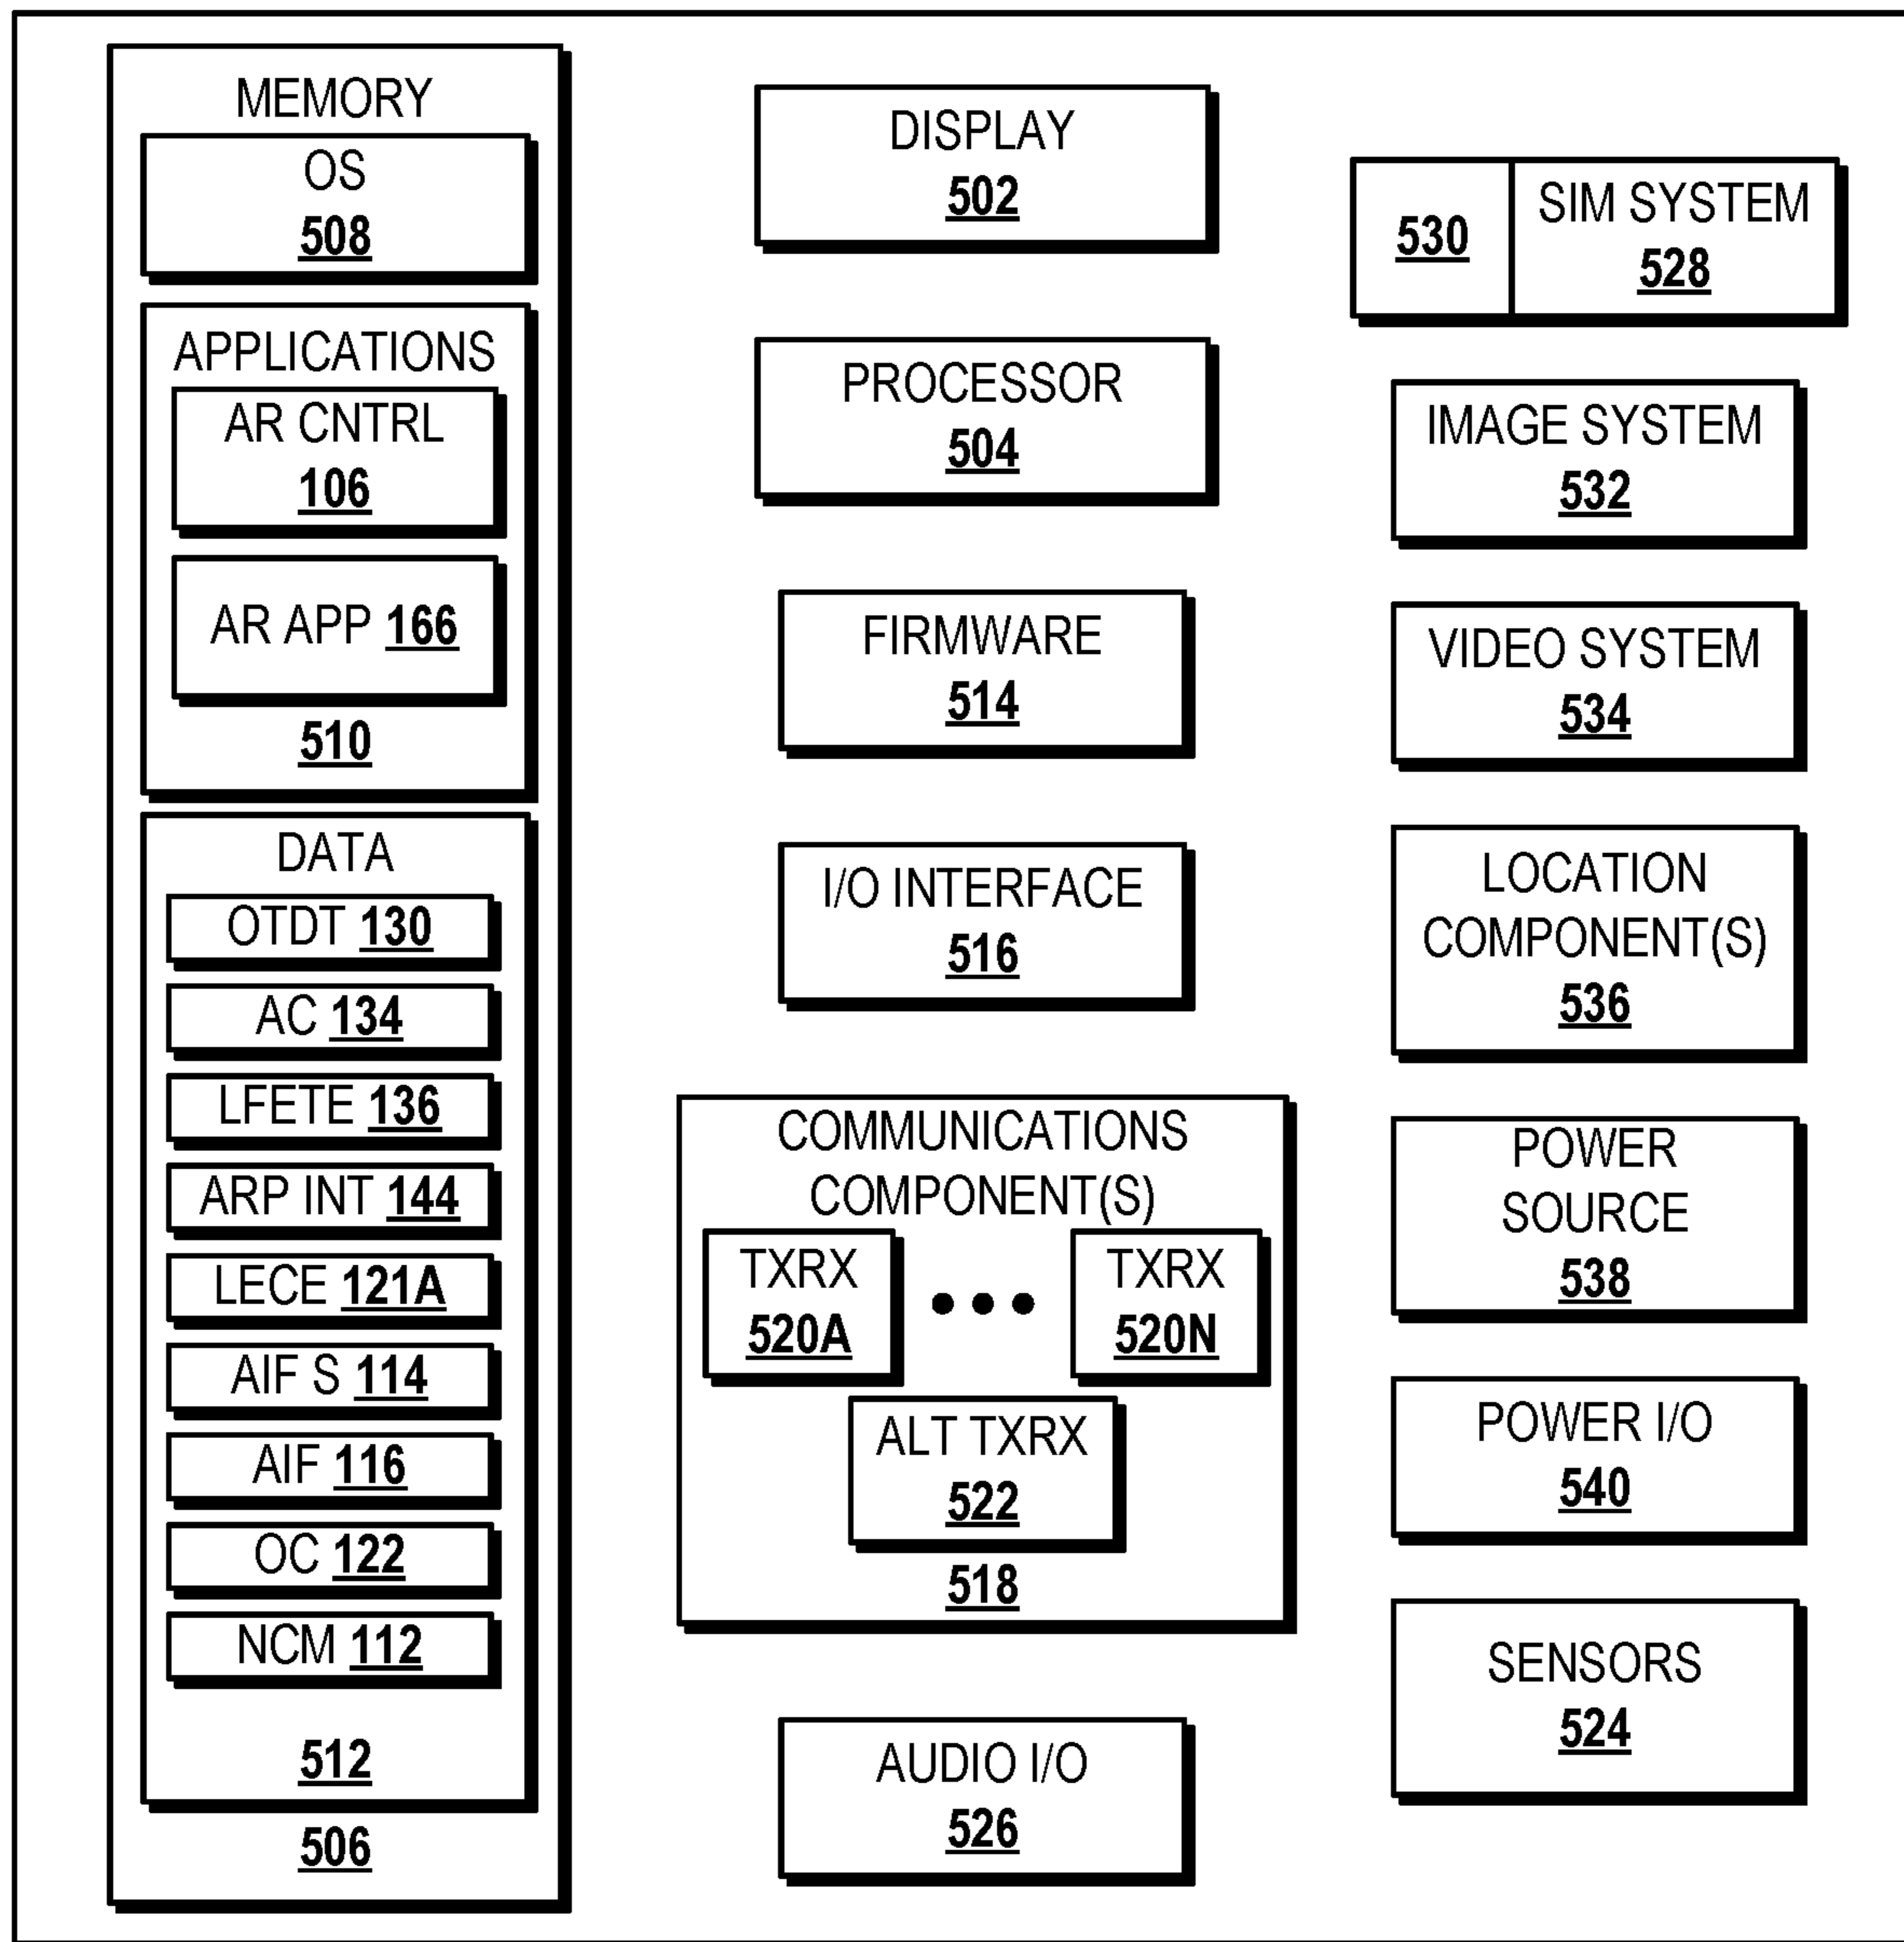 MEMORY
OS
508
APPLICATIONS
AR CNTRL
106
AR APP 166
510
DATA
OTDT 130
AC 134
LFETE 136
ARP INT 144
LECE 121A
AIF S 114
AIF 116
OC 122
NCM 112
512
506
DISPLAY
502
PROCESSOR
504
FIRMWARE
514
I/O INTERFACE
516
COMMUNICATIONS
COMPONENT(S)
TXRX
520A
TXRX
520N
ALT TXRX
522
518
AUDIO I/O
526
530
SIM SYSTEM
528
IMAGE SYSTEM
532
VIDEO SYSTEM
534
LOCATION
COMPONENT(S)
536
POWER
SOURCE
538
POWER I/O
540
SENSORS
524